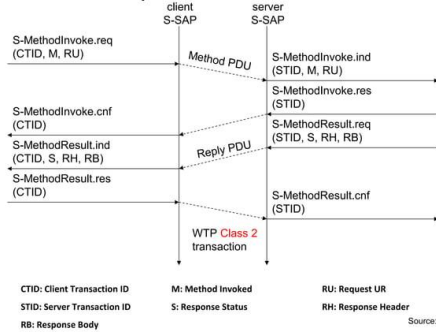 client server
S-SAP S-SAP
S-MethodInvoke.req
(CTID, M, RU)
Method PDU
S-MethodInvoke.ind
(STID, M, RU)
S-MethodInvoke.res
(STID)
S-MethodInvoke.cnf
(CTID)
S-MethodResult.req
(STID, S, RH, RB)
S-MethodResult.ind
(CTID, S, RH, RB)
Reply PDU
S-MethodResult.res
(CTID)
S-MethodResult.cnf
(STID)
WTP Class 2
transaction
CTID: Client Transaction ID M: Method Invoked RU: Request UR
STID: Server Transaction ID S: Response Status RH: Response Header
RB: Response Body
Source: